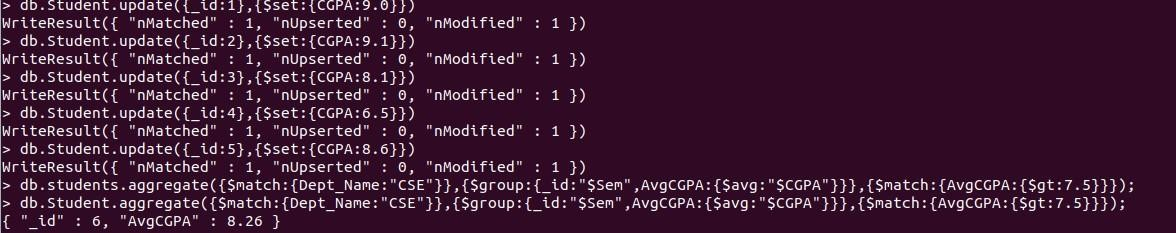 > db.Student.update({_id:1},{$set:{CGPA:9.0}})
WriteResult({ "nMatched" : 1, "nUpserted" : 0, "nModified" : 1 })
> db.Student.update({_id:2},{$set:{CGPA:9.1}})
WriteResult({ "nMatched" : 1, "nUpserted" : 0, "nModified" : 1 })
> db.Student.update({_id:3},{$set:{CGPA:8.1}})
WriteResult({ "nMatched" : 1, "nUpserted" : 0, "nModified" : 1 })
> db.Student.update({_id:4},{$set:{CGPA:6.5}})
WriteResult({ "nMatched" : 1, "nUpserted" : 0, "nModified" : 1 })
> db.Student.update({_id:5},{$set:{CGPA:8.6}})
WriteResult({ "nMatched" : 1, "nUpserted" : 0, "nModified" : 1 })
> db.students.aggregate({$match:{Dept_Name:"CSE"}},{$group:{_id:"$Sem",AvgCGPA:{$avg:"$CGPA"}}},{$match:{AvgCGPA:{$gt:7.5}}});
> db.Student.aggregate({$match:{Dept_Name:"CSE"}},{$group:{_id:"$Sem",AvgCGPA:{$avg:"$CGPA"}}},{$match:{AvgCGPA:{$gt:7.5}}});
{ "_id" : 6, "AvgCGPA" : 8.26 }